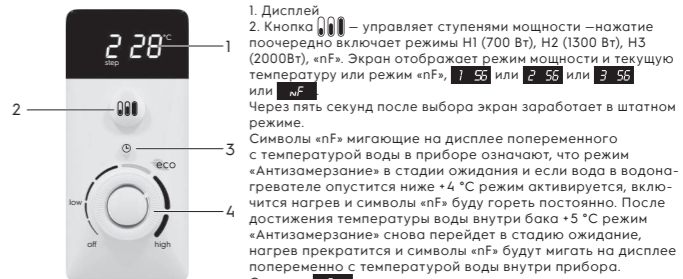 2 28 °C
step
1
2
3
eco
4
low
off
high
1. Дисплей
2. Кнопка – управляет ступенями мощности –нажатие
поочередно включает режимы H1 (700 Вт), H2 (1300 Вт), H3
(2000Вт), «nF». Экран отображает режим мощности и текущую
температуру или режим «nF», 1 56 или 2 56 или 3 56
или nF.
Через пять секунд после выбора экран заработает в штатном
режиме.
Символы «nF» мигающие на дисплее попеременного
с температурой воды в приборе означают, что режим
«Антизамерзание» в стадии ожидания и если вода в водона-
гревателе опустится ниже +4 °C режим активируется, вклю-
чится нагрев и символы «nF» буду гореть постоянно. После
достижения температуры воды внутри бака +5 °C режим
«Антизамерзание» снова перейдет в стадию ожидания,
нагрев прекратится и символы «nF» будут мигать на дисплее
попеременно с температурой воды внутри прибора.